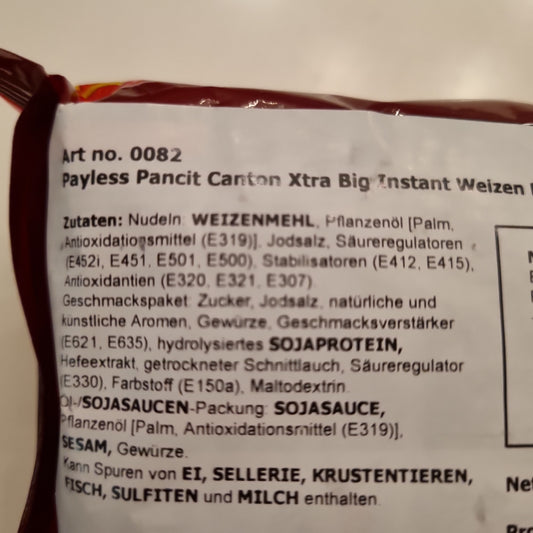 Art no. 0082
Payless Pancit Canton Xtra Big Instant Weizen
Zutaten: Nudeln: WEIZENMEHL, Pflanzenöl [Palm,
Antioxidationsmittel (E319)], Jodsalz, Säureregulatoren
(E452i, E451, E501, E500), Stabilisatoren (E412, E415),
Antioxidantien (E320, E321, E307)
Geschmackspaket: Zucker, Jodsalz, natürliche und
künstliche Aromen, Gewürze, Geschmacksverstärker
(E621, E635), hydrolysiertes SOJAPROTEIN,
Hefeextrakt, getrockneter Schnittlauch, Säureregulator
(E330), Farbstoff (E150a), Maltodextrin.
Öl-/SOJASAUCEN-Packung: SOJASAUCE,
Pflanzenöl [Palm, Antioxidationsmittel (E319)],
SESAM, Gewürze.
Kann Spuren von EI, SELLERIE, KRUSTENTIEREN,
FISCH, SULFITEN und MILCH enthalten.